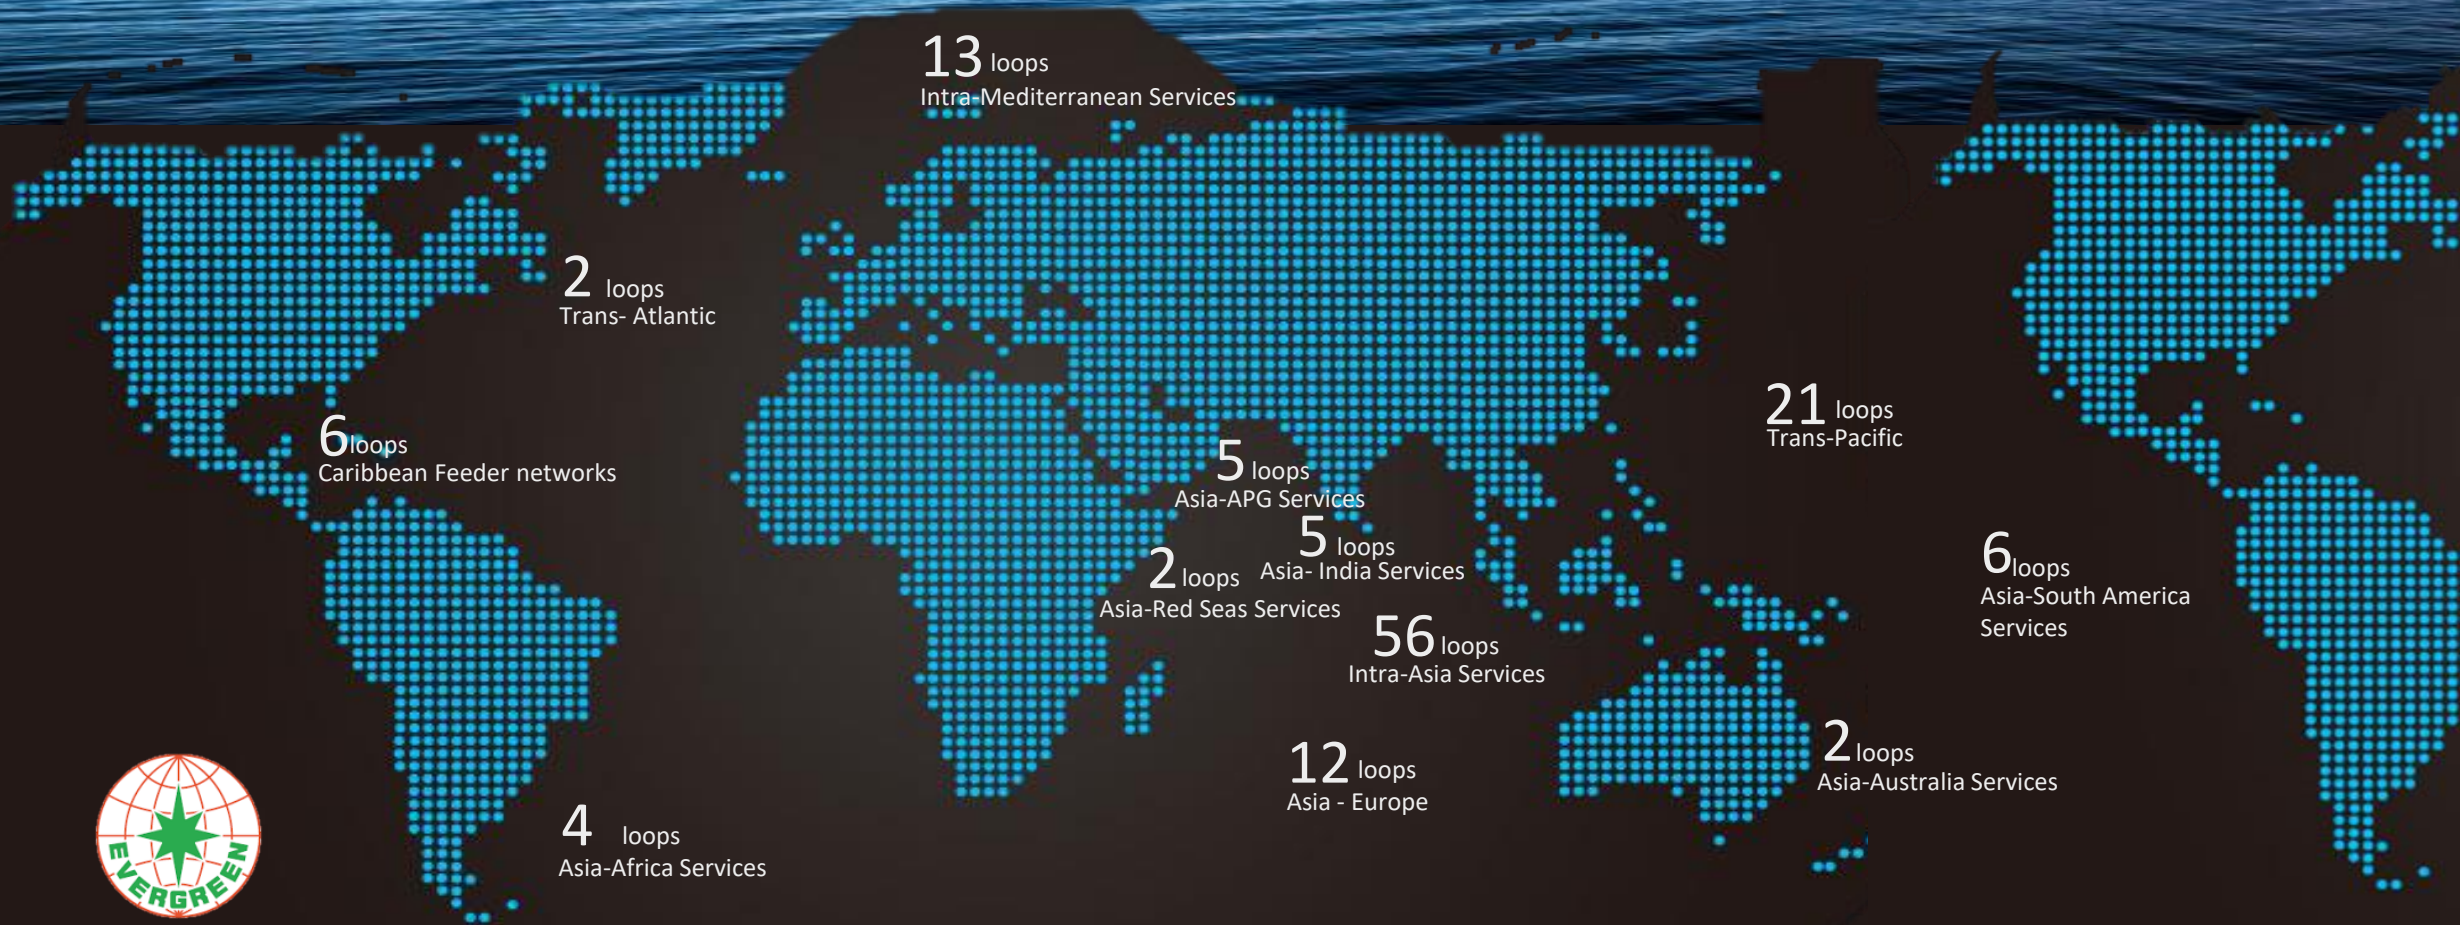 13 loops
Intra-Mediterranean Services
2 loops
Trans- Atlantic
6loops
Caribbean Feeder networks
21 loops
Trans-Pacific
5 loops
Asia-APG Services
5 loops
Asia- India Services
2 loops
Asia-Red Seas Services
6loops
Asia-South America
Services
56 loops
Intra-Asia Services
12 loops
Asia - Europe
2 loops
Asia-Australia Services
4 loops
Asia-Africa Services
EVERGREEN